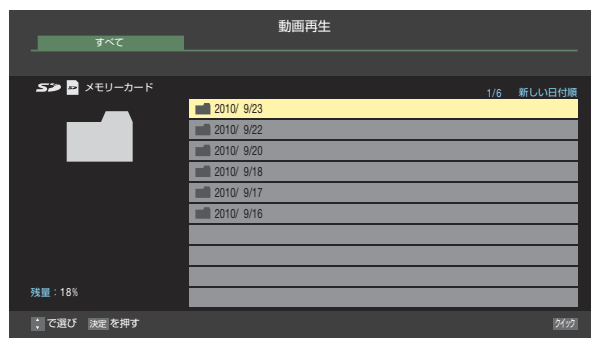 動画再生
すべて
SD メモリーカード
1/6 新しい日付順
2010/ 9/23
2010/ 9/22
2010/ 9/20
2010/ 9/18
2010/ 9/17
2010/ 9/16
残量：18%
で選び 決定 を押す
クイック